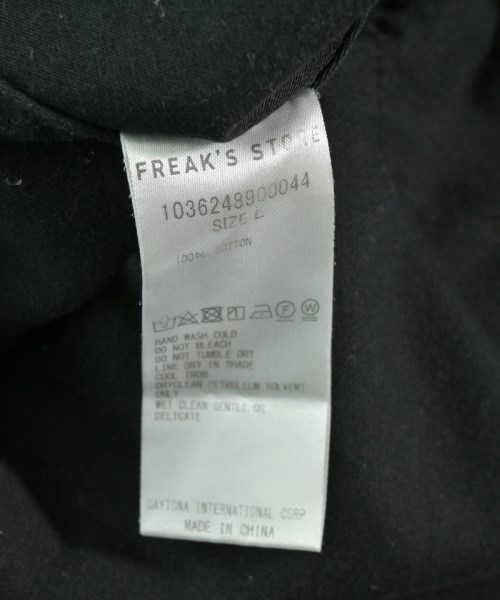 FREAK'S STORE
1036248900044
SIZE L
100% COTTON
HAND WASH COLD
DO NOT BLEACH
DO NOT TUMBLE DRY
LINE DRY IN SHADE
COOL IRON
DRYCLEAN PETROLEUM SOLVENT
ONLY
WET CLEAN GENTLE OR
DELICATE
DAYTONA INTERNATIONAL CORP
MADE IN CHINA